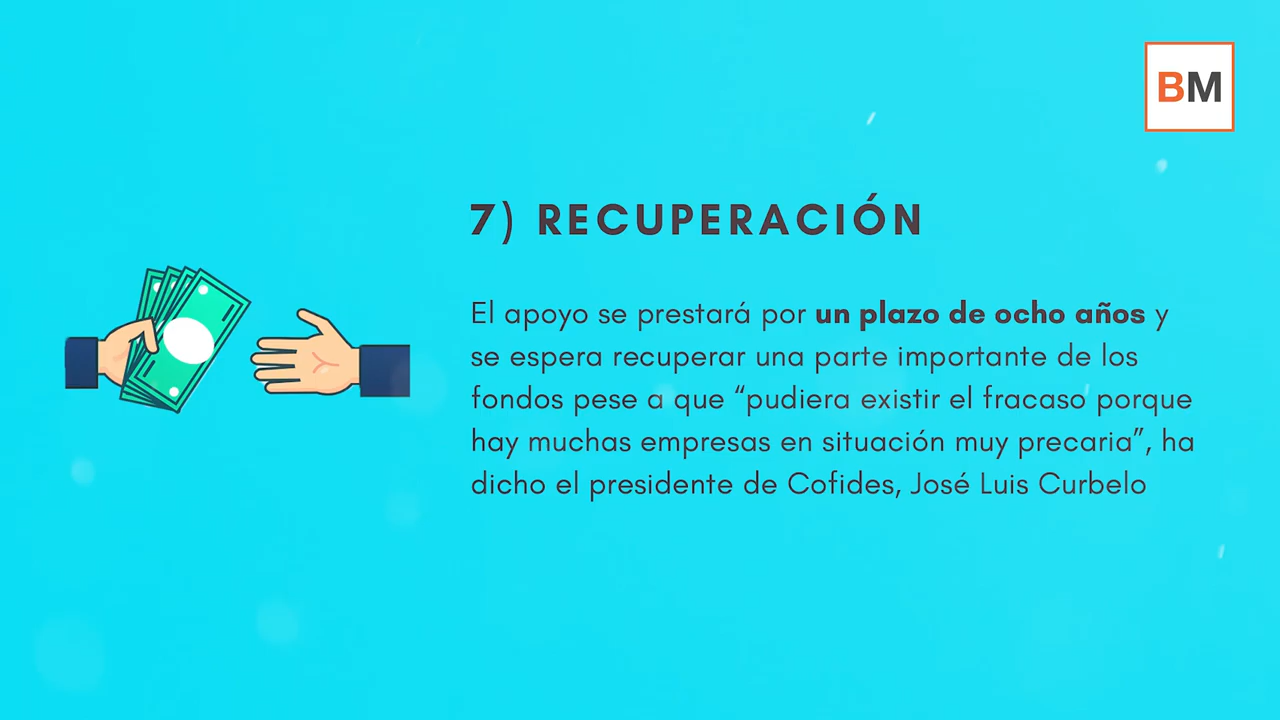 BM
7) RECUPERACIÓN
El apoyo se prestará por un plazo de ocho años y
se espera recuperar una parte importante de los
fondos pese a que “pudiera existir el fracaso porque
hay muchas empresas en situación muy precaria”, ha
dicho el presidente de Cofides, José Luis Curbelo